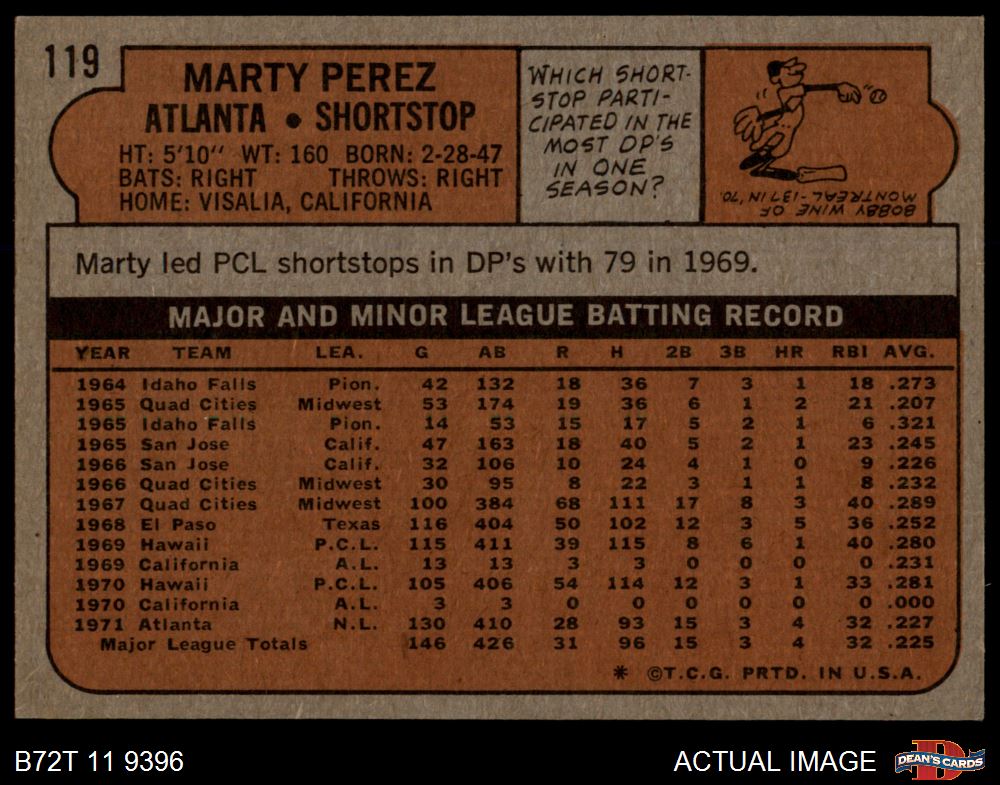 119
MARTY PEREZ
ATLANTA • SHORTSTOP
HT: 5'10" WT: 160 BORN: 2-28-47
BATS: RIGHT THROWS: RIGHT
HOME: VISALIA, CALIFORNIA
WHICH SHORT-
STOP PARTI-
CIPATED IN THE
MOST DP'S
IN ONE
SEASON?
BOBBY WINE OF
MONTREAL-137 IN '70.
Marty led PCL shortstops in DP's with 79 in 1969.
MAJOR AND MINOR LEAGUE BATTING RECORD
YEAR TEAM LEA. G AB R H 2B 3B HR RBI AVG.
1964 Idaho Falls Pion. 42 132 18 36 7 3 1 18 .273
1965 Quad Cities Midwest 53 174 19 36 6 1 2 21 .207
1965 Idaho Falls Pion. 14 53 15 17 5 2 1 6 .321
1965 San Jose Calif. 47 163 18 40 5 2 1 23 .245
1966 San Jose Calif. 32 106 10 24 4 1 0 9 .226
1966 Quad Cities Midwest 30 95 8 22 3 1 1 8 .232
1967 Quad Cities Midwest 100 384 68 111 17 8 3 40 .289
1968 El Paso Texas 116 404 50 102 12 3 5 36 .252
1969 Hawaii P.C.L. 115 411 39 115 8 6 1 40 .280
1969 California A.L. 13 13 3 3 0 0 0 0 .231
1970 Hawaii P.C.L. 105 406 54 114 12 3 1 33 .281
1970 California A.L. 3 3 0 0 0 0 0 0 .000
1971 Atlanta N.L. 130 410 28 93 15 3 4 32 .227
Major League Totals 146 426 31 96 15 3 4 32 .225
* ©T.C.G. PRTD. IN U.S.A.
B72T 11 9396
ACTUAL IMAGE
D
DEAN'S CARDS